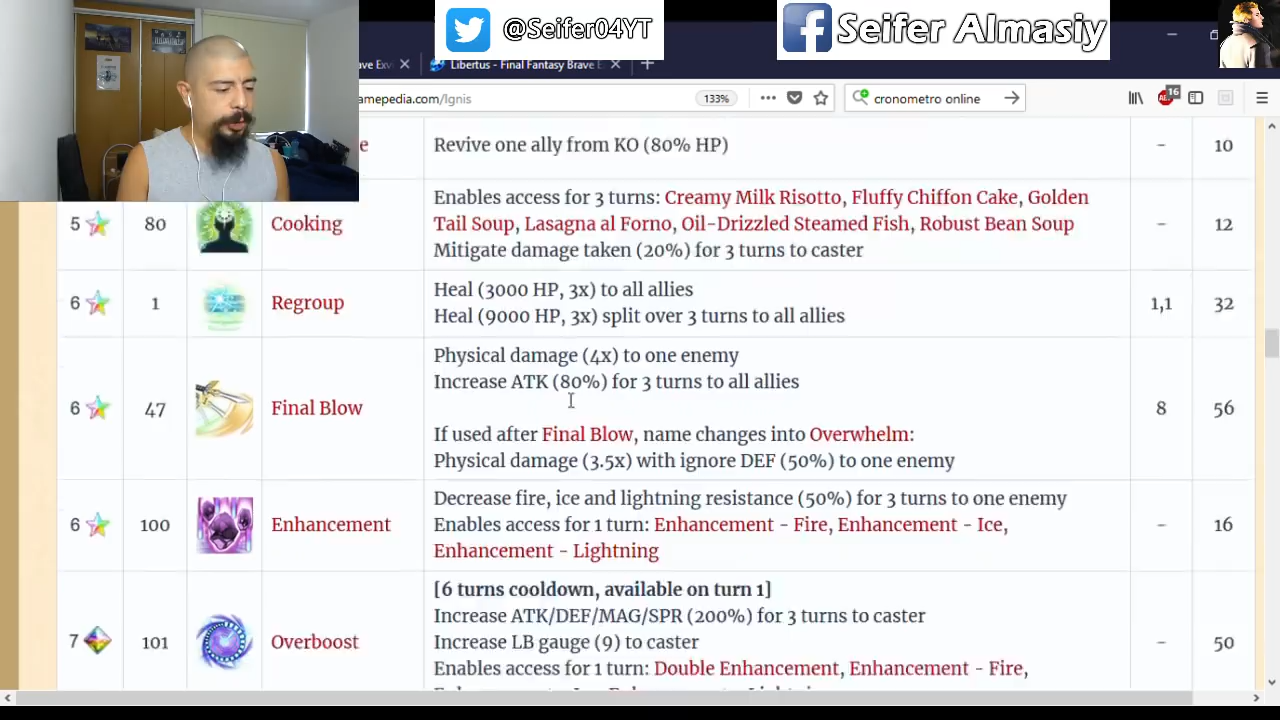 @Seifer04YT
Seifer Almasiy
Libertus - Final Fantasy Brave E
amepedia.com/Ignis
133%
cronometro online
16
Revive one ally from KO (80% HP)
-
10
5
80
Cooking
Enables access for 3 turns: Creamy Milk Risotto, Fluffy Chiffon Cake, Golden
Tail Soup, Lasagna al Forno, Oil-Drizzled Steamed Fish, Robust Bean Soup
Mitigate damage taken (20%) for 3 turns to caster
-
12
6
1
Regroup
Heal (3000 HP, 3x) to all allies
Heal (9000 HP, 3x) split over 3 turns to all allies
1,1
32
6
47
Final Blow
Physical damage (4x) to one enemy
Increase ATK (80%) for 3 turns to all allies
If used after Final Blow, name changes into Overwhelm:
Physical damage (3.5x) with ignore DEF (50%) to one enemy
8
56
6
100
Enhancement
Decrease fire, ice and lightning resistance (50%) for 3 turns to one enemy
Enables access for 1 turn: Enhancement - Fire, Enhancement - Ice,
Enhancement - Lightning
-
16
7
101
Overboost
[6 turns cooldown, available on turn 1]
Increase ATK/DEF/MAG/SPR (200%) for 3 turns to caster
Increase LB gauge (9) to caster
Enables access for 1 turn: Double Enhancement, Enhancement - Fire,
-
50